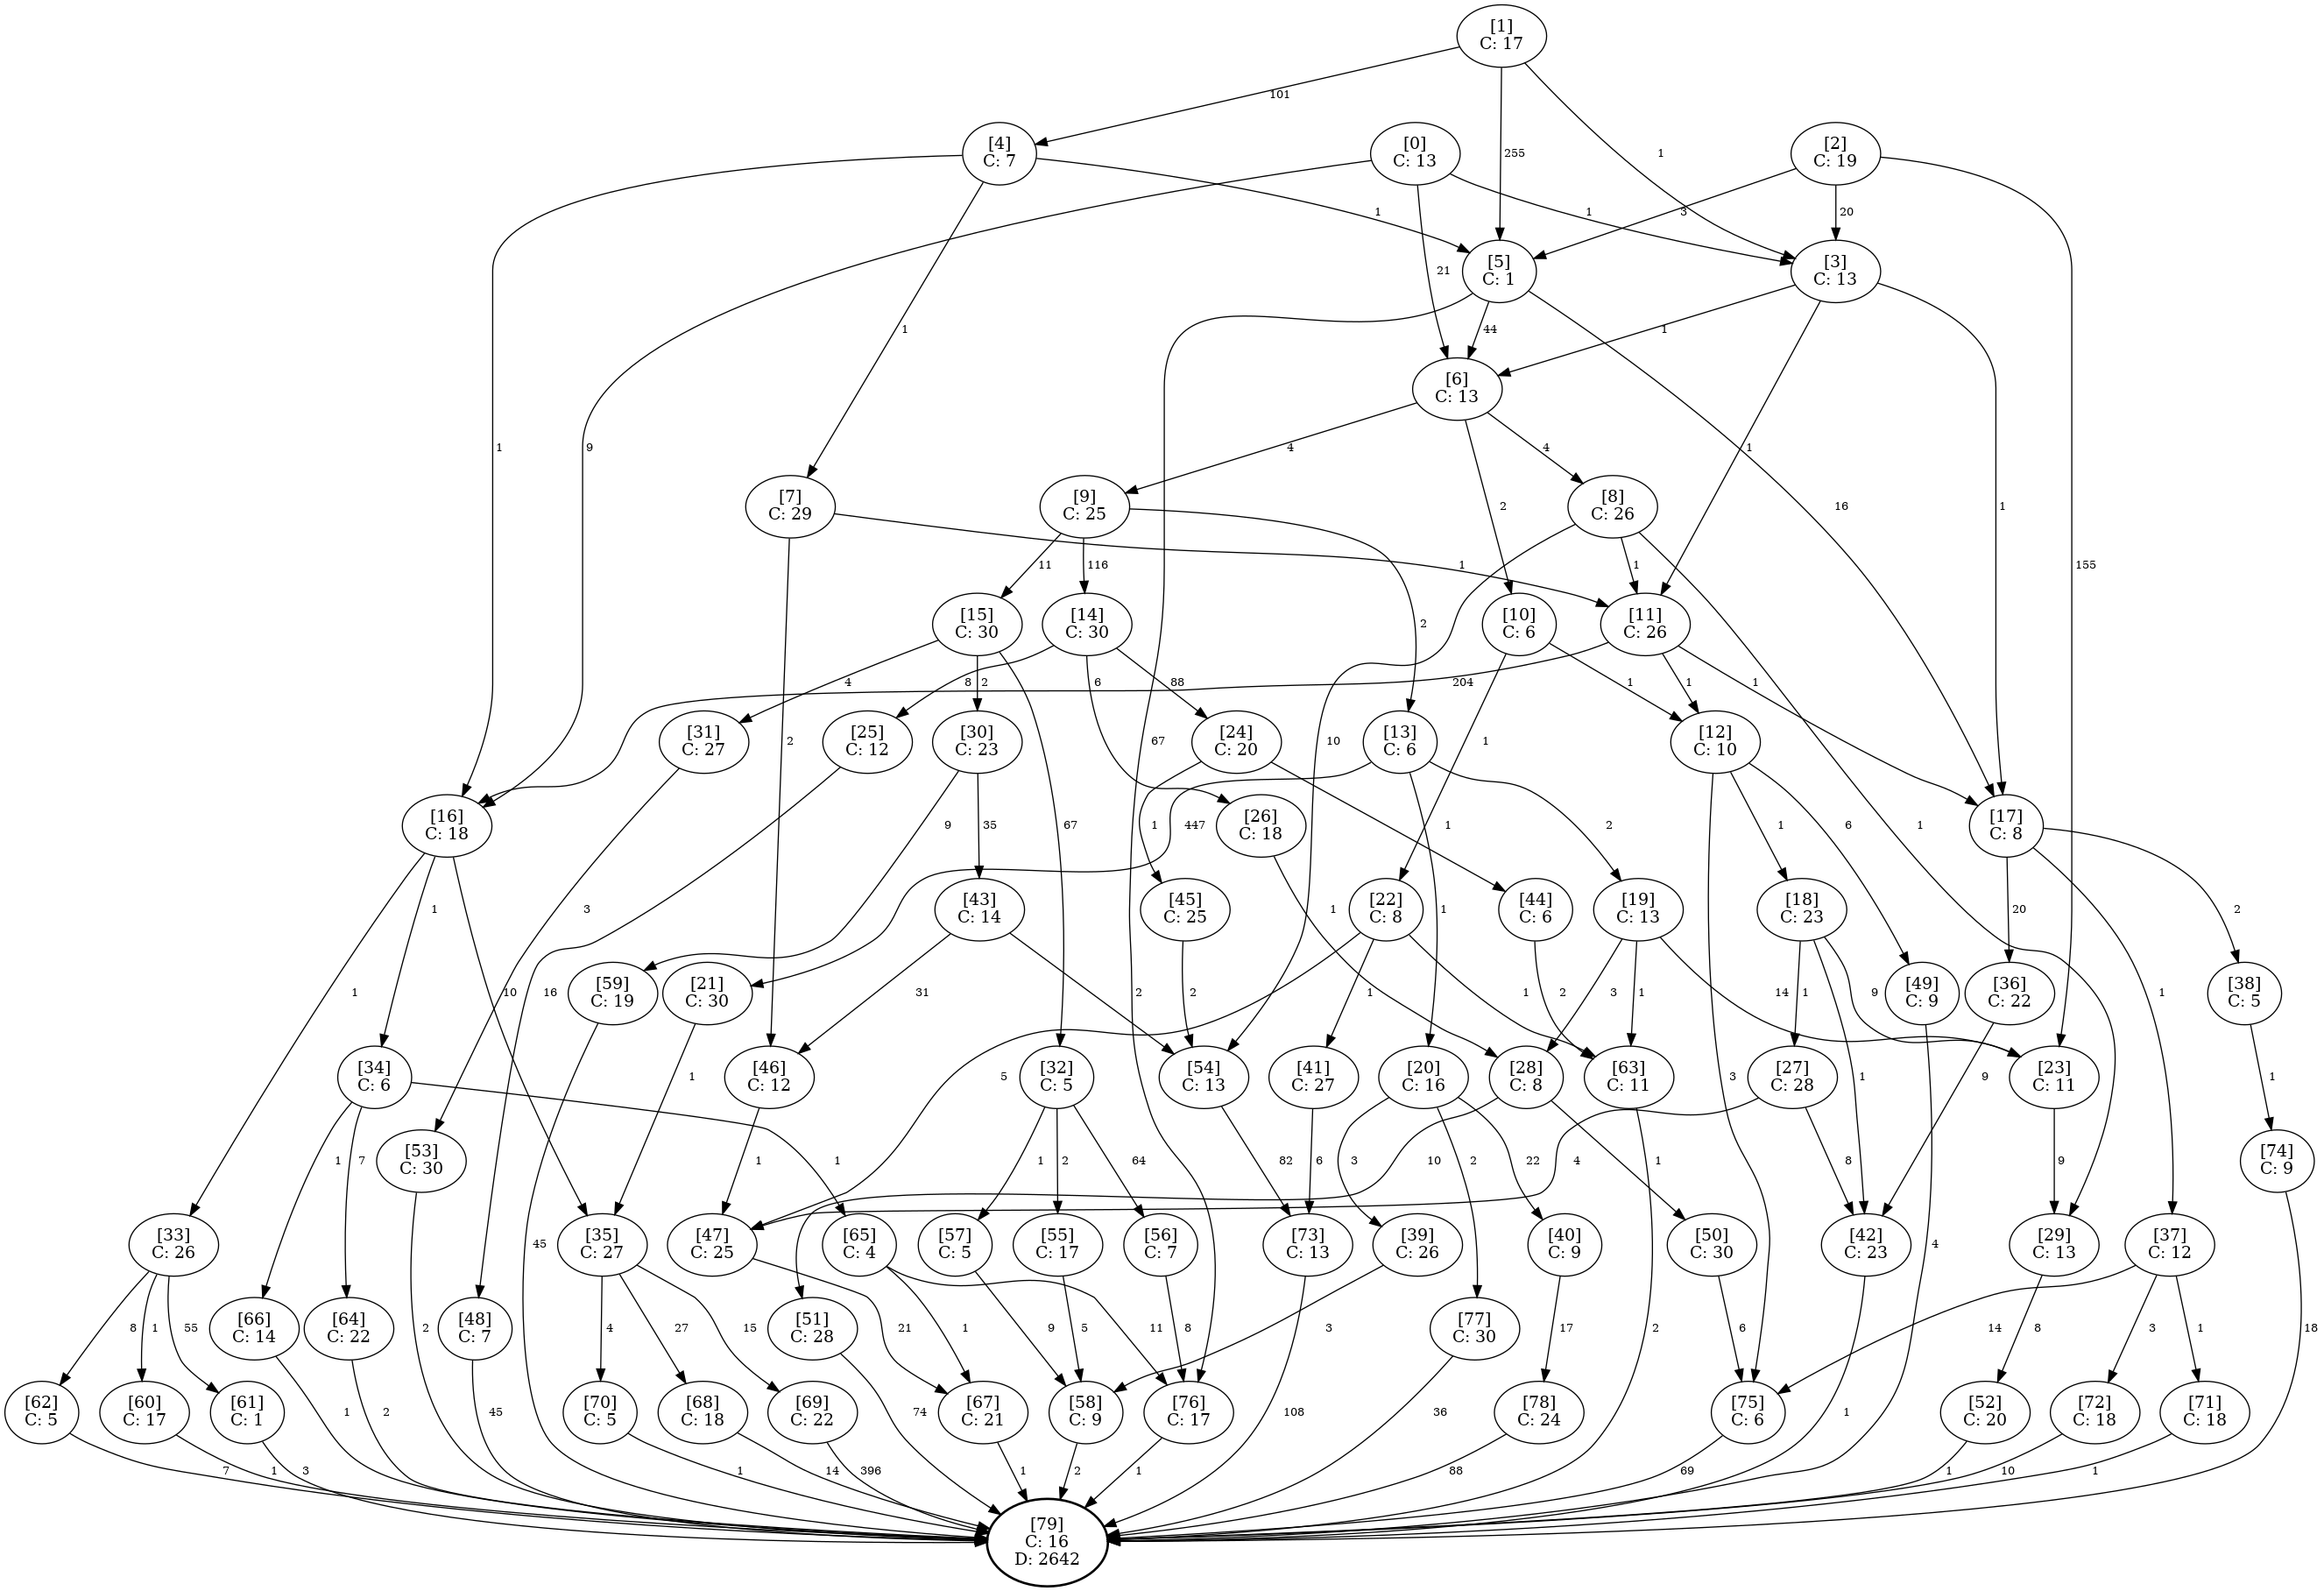 [1]
C: 17
101
255
1
[4]
C: 7
[0]
C: 13
[2]
C: 19
1
1
1
9
21
1
3
20
155
[5]
C: 1
[3]
C: 13
44
1
67
16
1
1
[6]
C: 13
4
2
4
[7]
C: 29
[9]
C: 25
[8]
C: 26
2
1
11
116
2
10
1
1
[15]
C: 30
[14]
C: 30
[10]
C: 6
[11]
C: 26
4
2
67
8
6
88
1
1
204
1
1
[31]
C: 27
[25]
C: 12
[30]
C: 23
[24]
C: 20
[13]
C: 6
[12]
C: 10
3
16
9
35
1
1
447
1
2
3
1
6
[16]
C: 18
[26]
C: 18
[17]
C: 8
1
1
10
1
20
1
2
[43]
C: 14
[45]
C: 25
[22]
C: 8
[44]
C: 6
[19]
C: 13
[18]
C: 23
31
2
2
5
1
1
2
3
1
14
1
1
9
[59]
C: 19
[21]
C: 30
[49]
C: 9
[36]
C: 22
[38]
C: 5
45
1
4
9
1
[34]
C: 6
[46]
C: 12
[32]
C: 5
[54]
C: 13
[41]
C: 27
[20]
C: 16
[28]
C: 8
[63]
C: 11
[27]
C: 28
[23]
C: 11
1
7
1
1
1
2
64
82
6
3
2
22
10
1
2
4
8
9
[53]
C: 30
[74]
C: 9
2
18
[33]
C: 26
[35]
C: 27
[47]
C: 25
[65]
C: 4
[57]
C: 5
[55]
C: 17
[56]
C: 7
[73]
C: 13
[39]
C: 26
[40]
C: 9
[50]
C: 30
[42]
C: 23
[29]
C: 13
[37]
C: 12
8
1
55
4
27
15
21
1
11
9
5
8
108
3
17
6
1
8
14
3
1
[66]
C: 14
[64]
C: 22
[48]
C: 7
[51]
C: 28
[77]
C: 30
1
2
45
74
36
[62]
C: 5
[60]
C: 17
[61]
C: 1
[70]
C: 5
[68]
C: 18
[69]
C: 22
[67]
C: 21
[58]
C: 9
[76]
C: 17
[78]
C: 24
[75]
C: 6
[52]
C: 20
[72]
C: 18
[71]
C: 18
7
1
3
1
14
396
1
2
1
88
69
1
10
1
[79]
C: 16
D: 2642